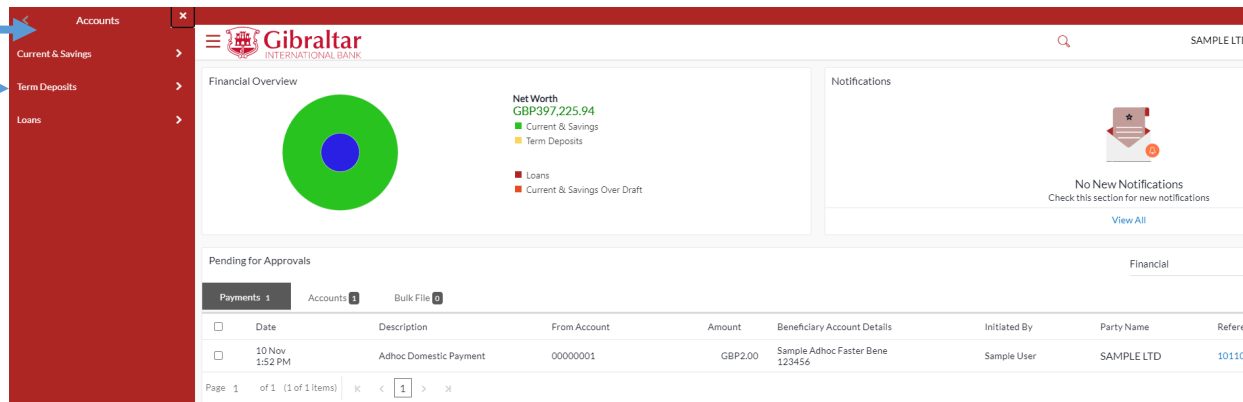 Accounts
Current & Savings
Term Deposits
Loans
Gibraltar
INTERNATIONAL BANK
SAMPLE LTD
Financial Overview
Net Worth
GBP397,225.94
Current & Savings
Term Deposits
Loans
Current & Savings Over Draft
Notifications
No New Notifications
Check this section for new notifications
View All
Pending for Approvals
Financial
Payments 1 Accounts 1 Bulk File 0
Date Description From Account Amount Beneficiary Account Details Initiated By Party Name Refere
10 Nov
1:52 PM
Adhoc Domestic Payment 00000001 GBP2.00
Sample Adhoc Faster Bene
123456
Sample User SAMPLE LTD 10110
Page 1 of 1 (1 of 1 items) 1